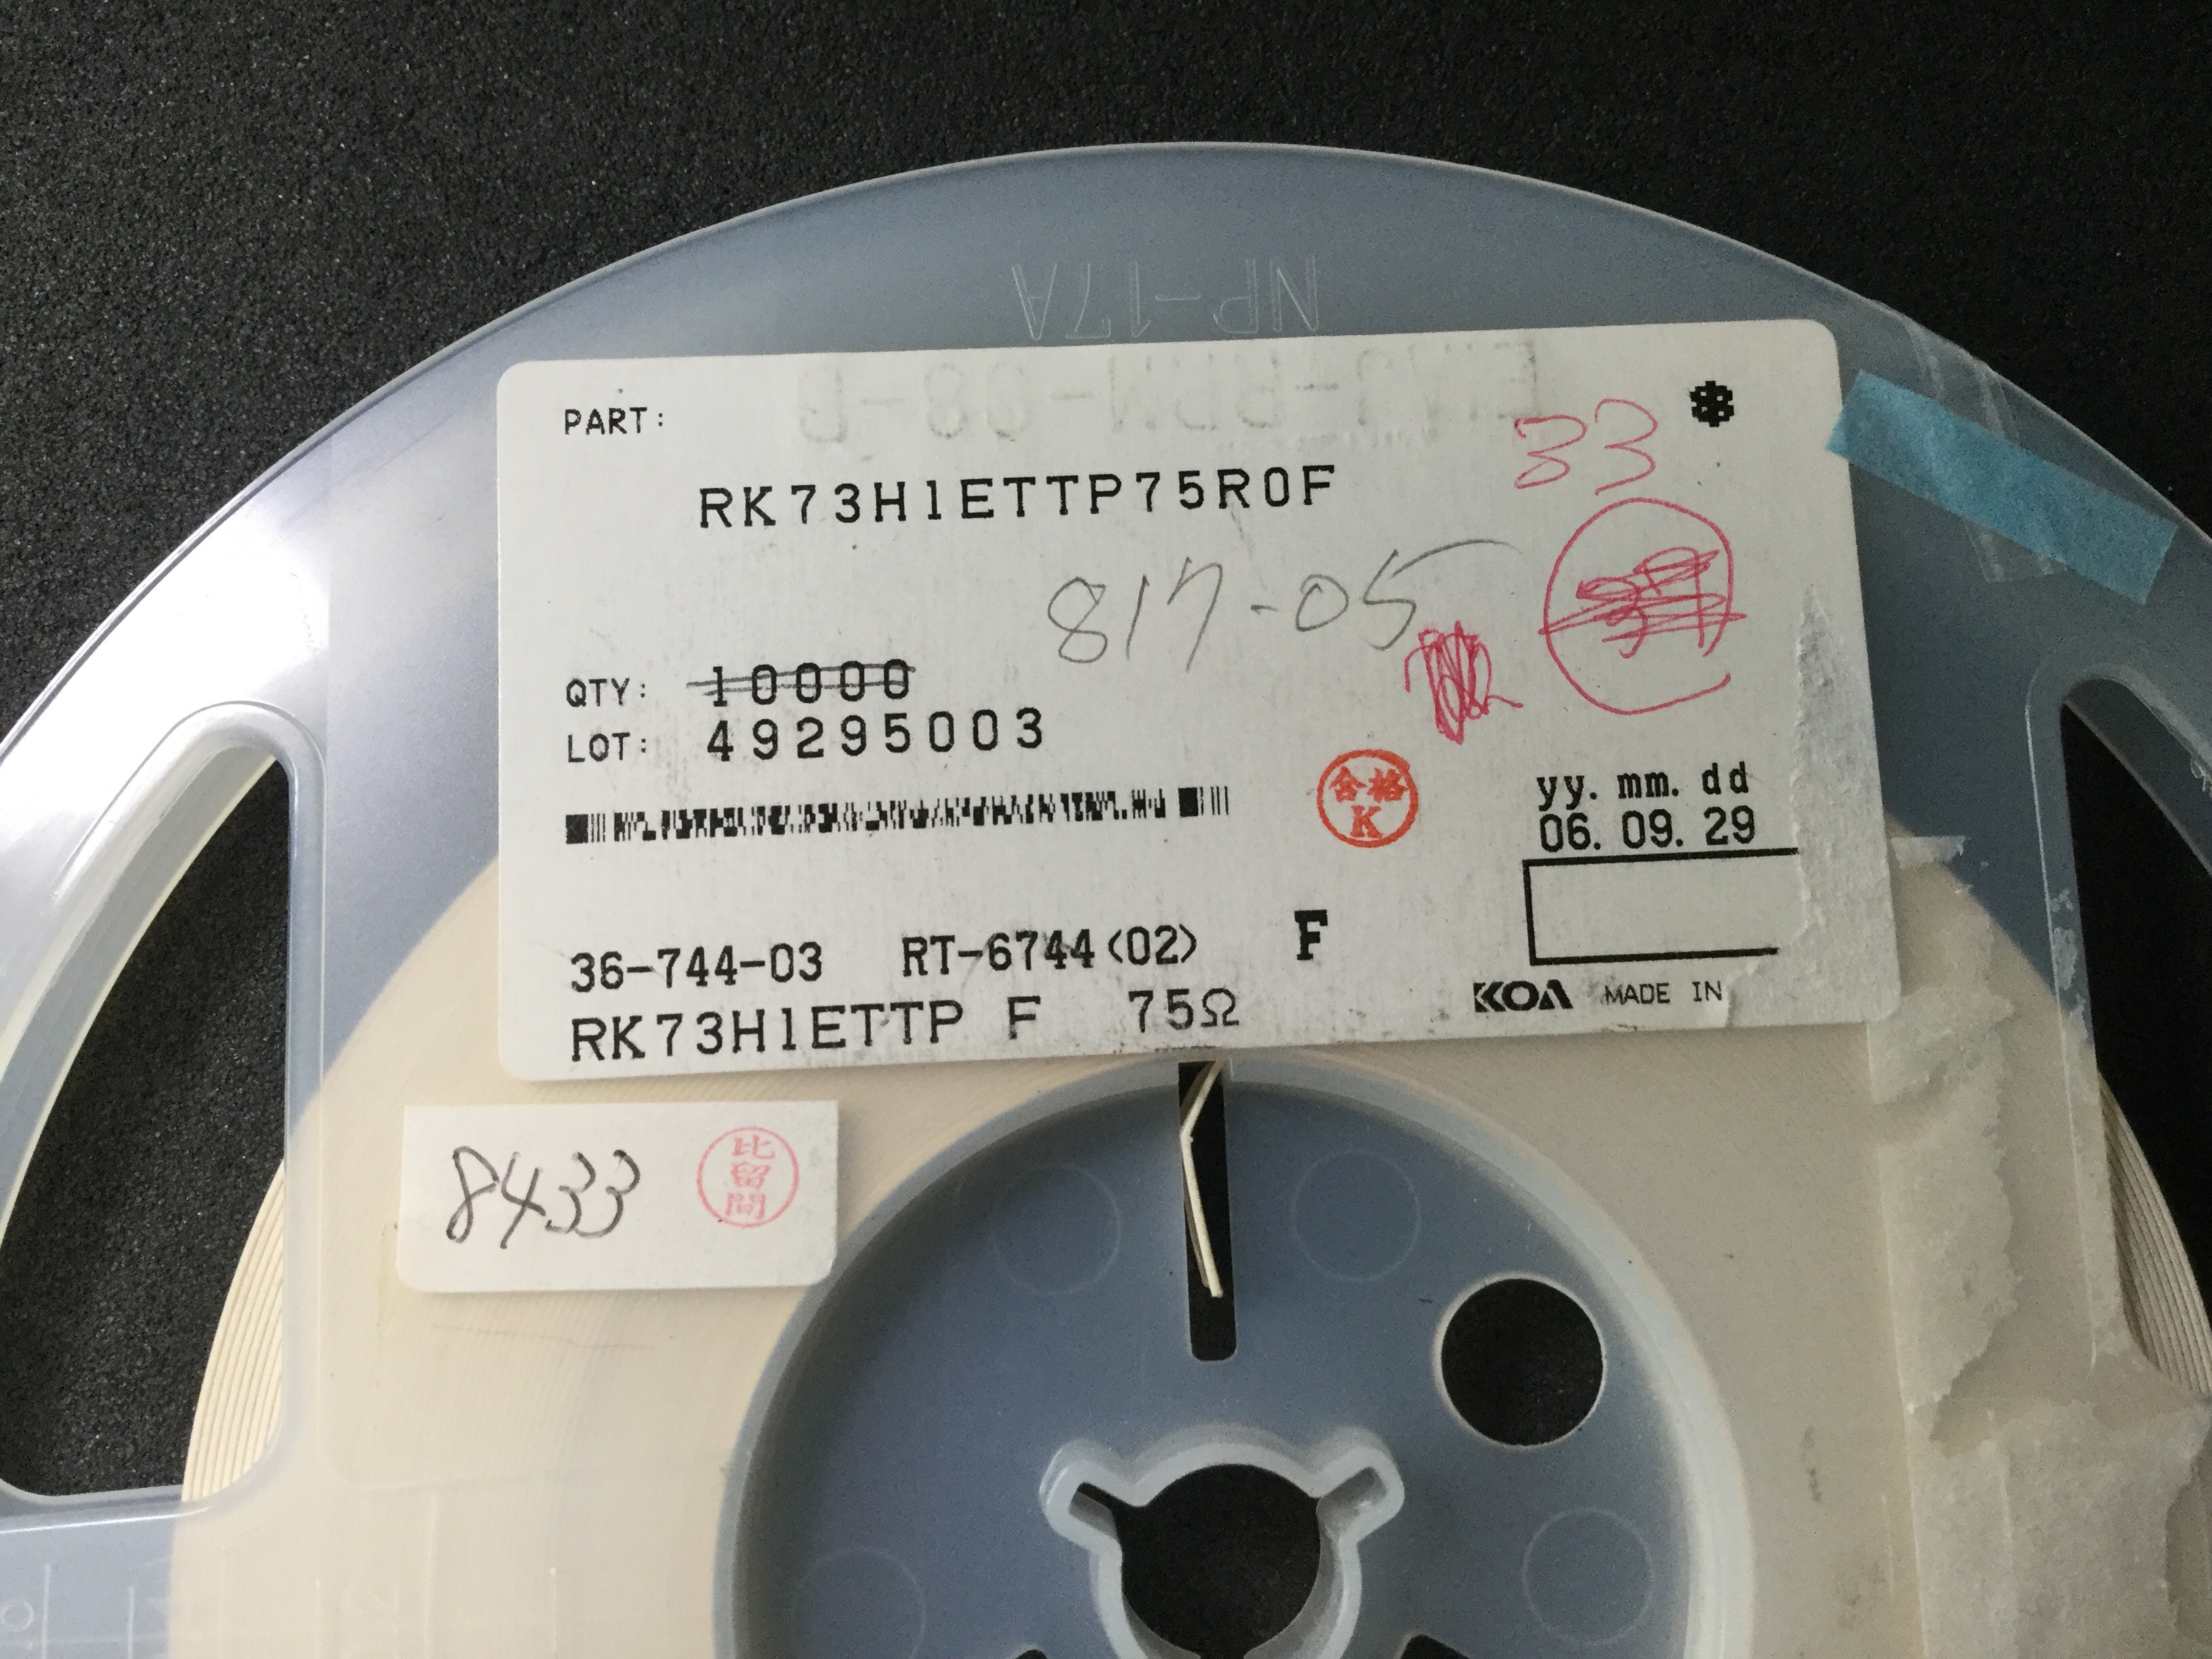 NP-17A
PART:
33
*
RK73H1ETTP75R0F
817-05
QTY: 10000
LOT: 49295003
合格
K
yy. mm. dd
06. 09. 29
36-744-03 RT-6744(02) F
RK73H1ETTP F 75Ω
KOA MADE IN
8433
比留間